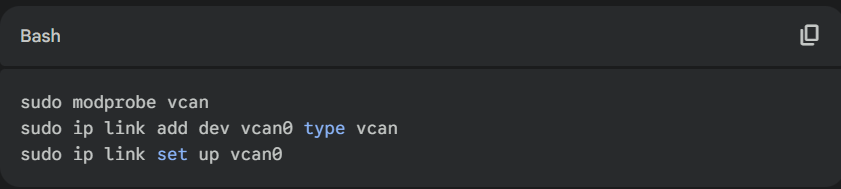 Bash
sudo modprobe vcan
sudo ip link add dev vcan0 type vcan
sudo ip link set up vcan0